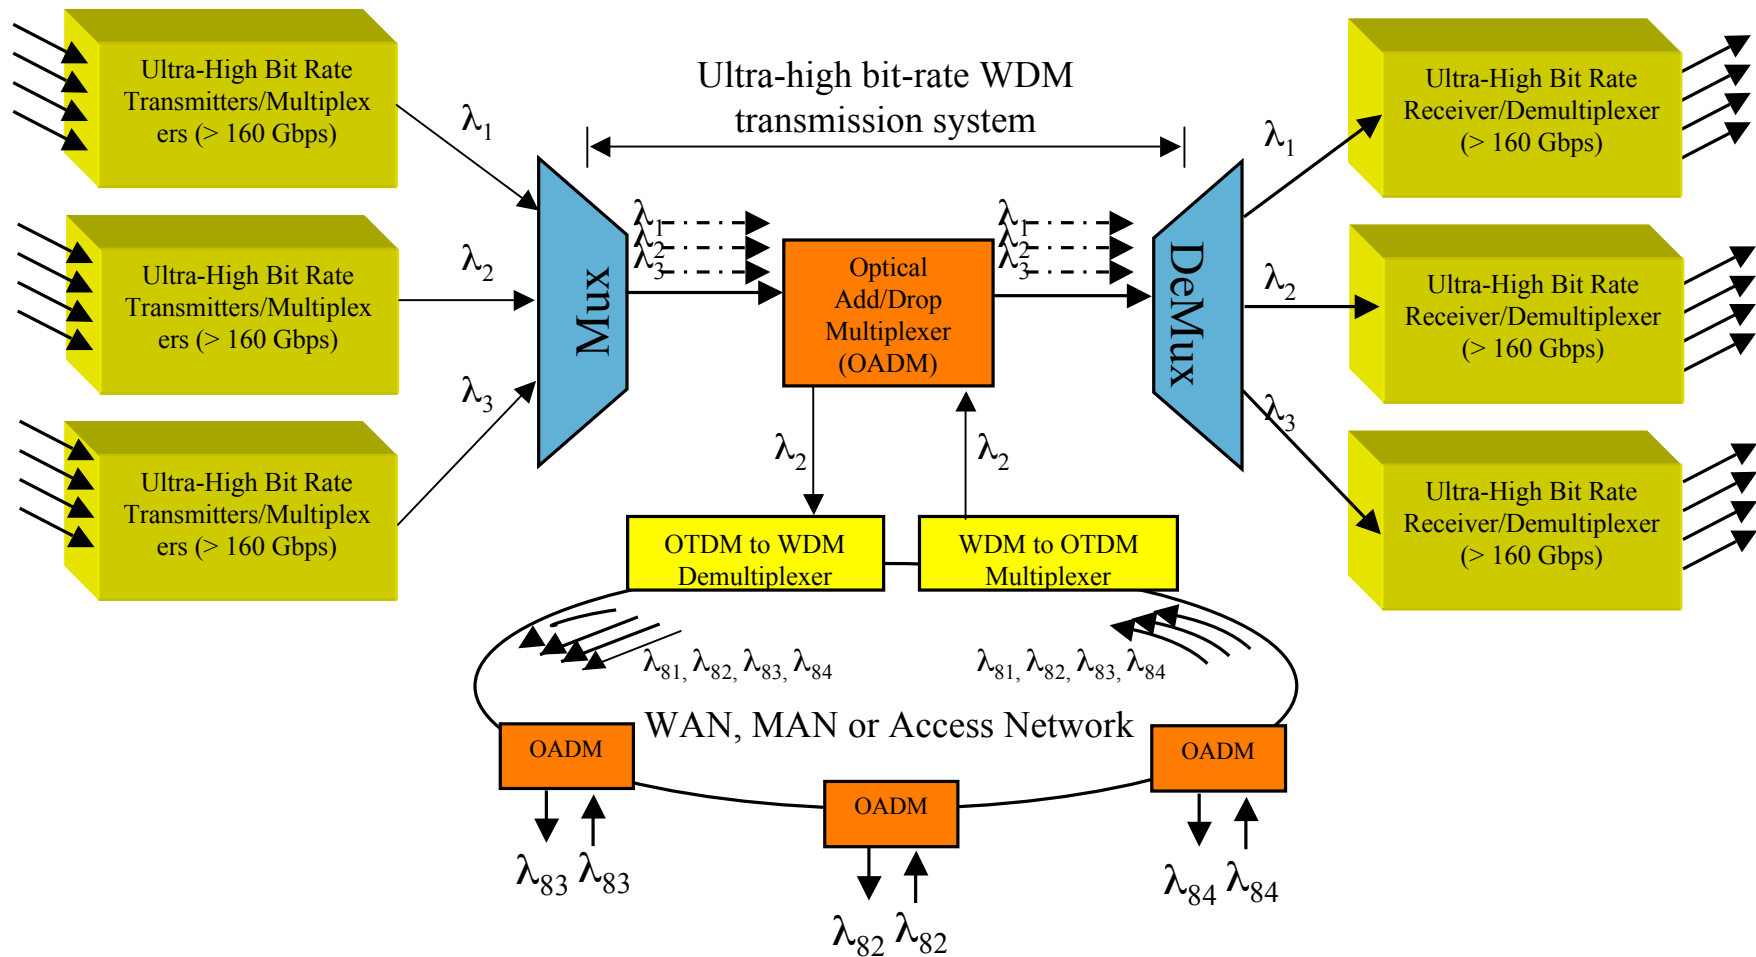 Ultra-High Bit Rate
Transmitters/Multiplex
ers (> 160 Gbps)
Ultra-high bit-rate WDM
transmission system
Ultra-High Bit Rate
Receiver/Demultiplexer
(> 160 Gbps)
λ1
λ1
λ1
λ2
λ3
λ1
λ2
λ3
Ultra-High Bit Rate
Transmitters/Multiplex
ers (> 160 Gbps)
λ2
Mux
Optical
Add/Drop
Multiplexer
(OADM)
DeMux
λ2
Ultra-High Bit Rate
Receiver/Demultiplexer
(> 160 Gbps)
λ3
λ3
Ultra-High Bit Rate
Transmitters/Multiplex
ers (> 160 Gbps)
λ2
λ2
Ultra-High Bit Rate
Receiver/Demultiplexer
(> 160 Gbps)
OTDM to WDM
Demultiplexer
WDM to OTDM
Multiplexer
λ81, λ82, λ83, λ84
λ81, λ82, λ83, λ84
WAN, MAN or Access Network
OADM
OADM
OADM
λ83 λ83
λ82 λ82
λ84 λ84